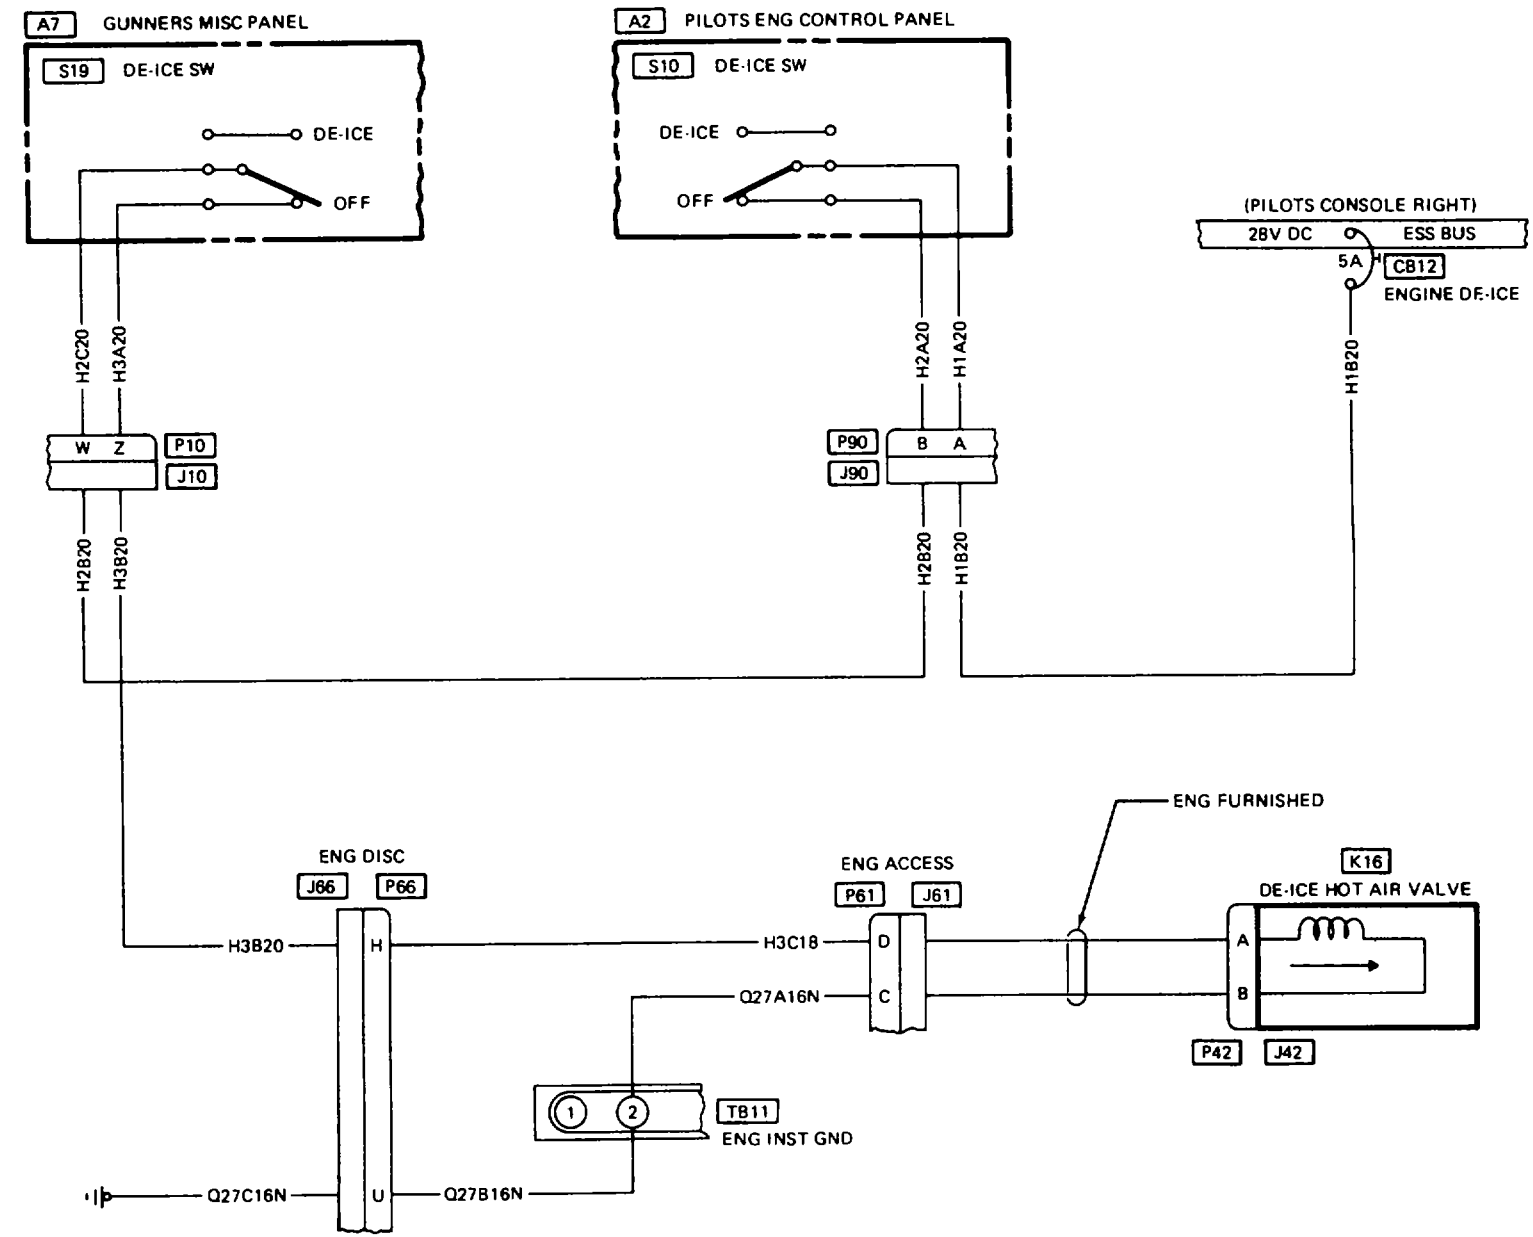 A7 GUNNERS MISC PANEL
S19 DE-ICE SW
DE-ICE
OFF
A2 PILOTS ENG CONTROL PANEL
S10 DE-ICE SW
DE-ICE
OFF
(PILOTS CONSOLE RIGHT)
28V DC ESS BUS
5A CB12
ENGINE DE-ICE
H2C20
H3A20
H2A20
H1A20
H1B20
W Z P10
J10
P90 B A
J90
H2B20
H3B20
H2B20
H1B20
ENG FURNISHED
ENG DISC
J66 P66
ENG ACCESS
P61 J61
K16
DE-ICE HOT AIR VALVE
H3B20 H H3C18 D A
Q27A16N C B
P42 J42
1 2 TB11
ENG INST GND
Q27C16N U Q27B16N